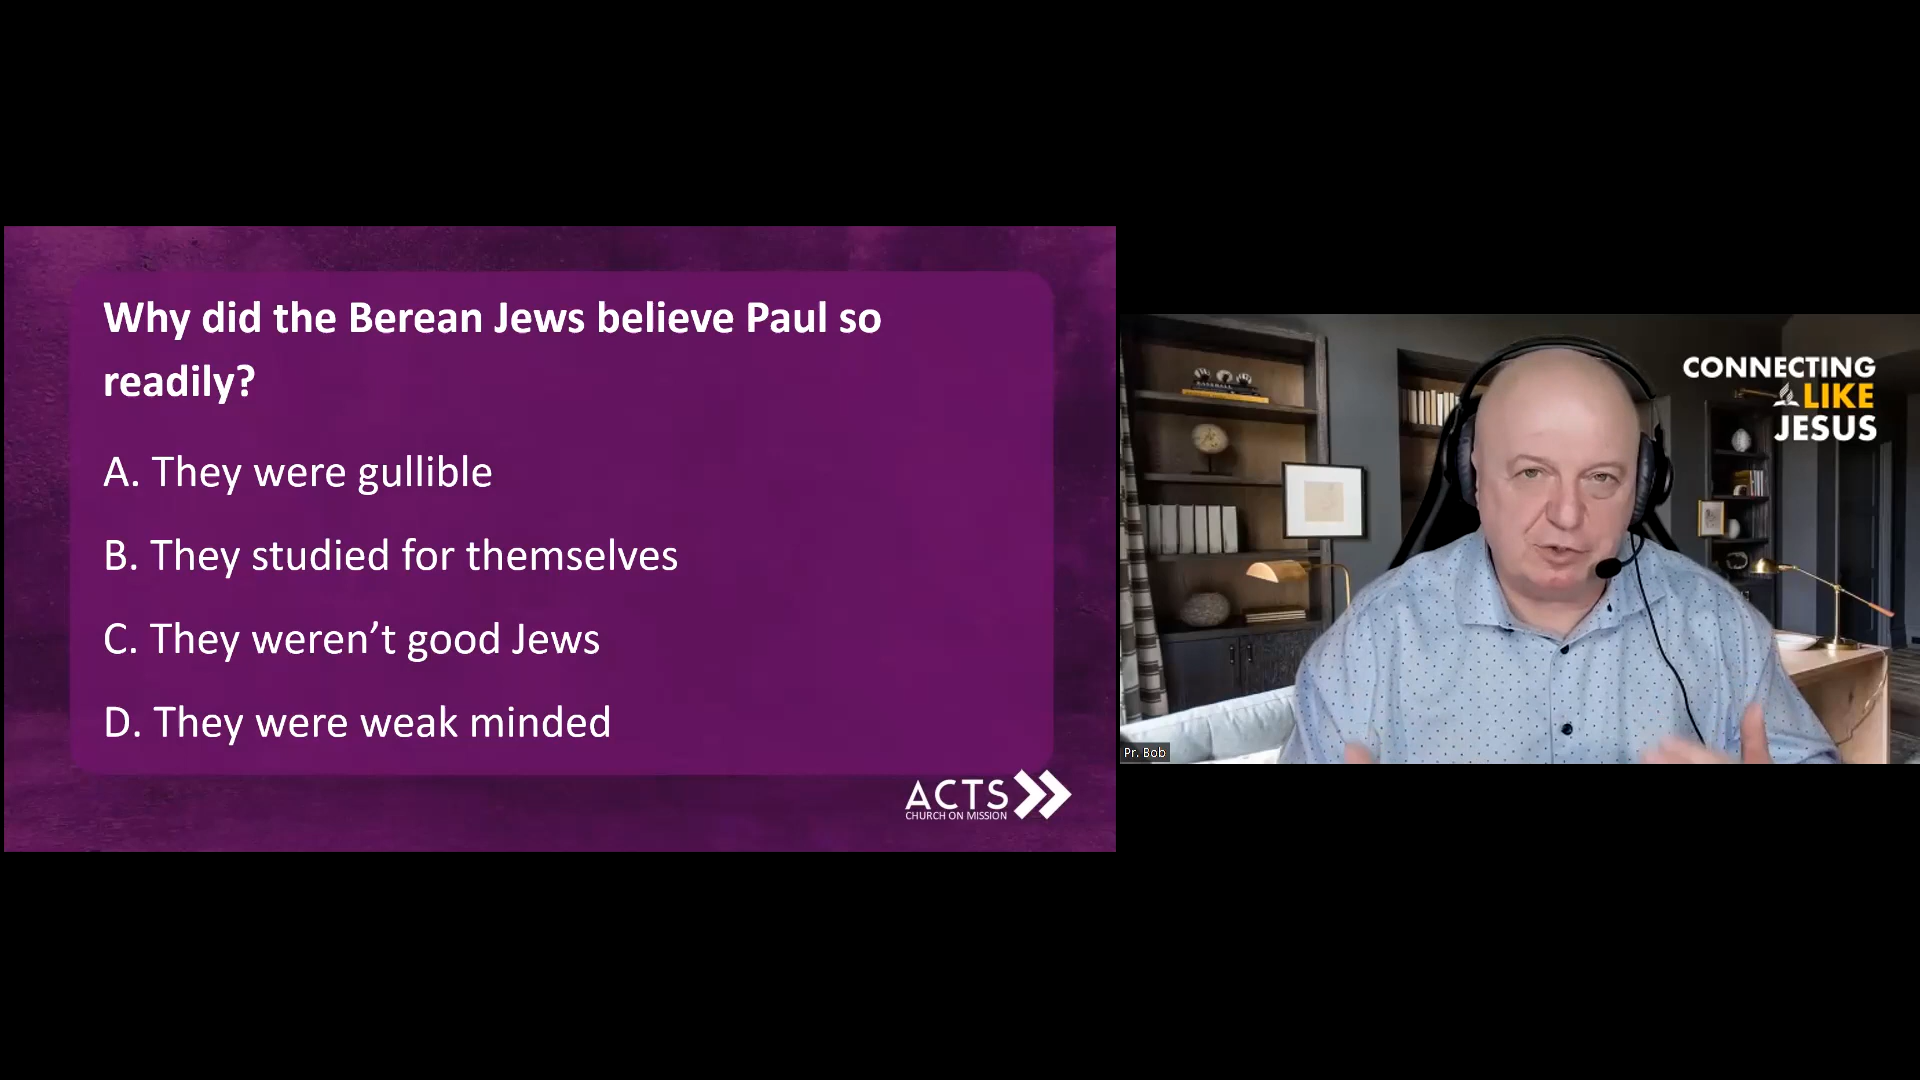 Why did the Berean Jews believe Paul so
readily?
A. They were gullible
B. They studied for themselves
C. They weren’t good Jews
D. They were weak minded
ACTS
CHURCH ON MISSION
CONNECTING
LIKE
JESUS
Pr. Bob